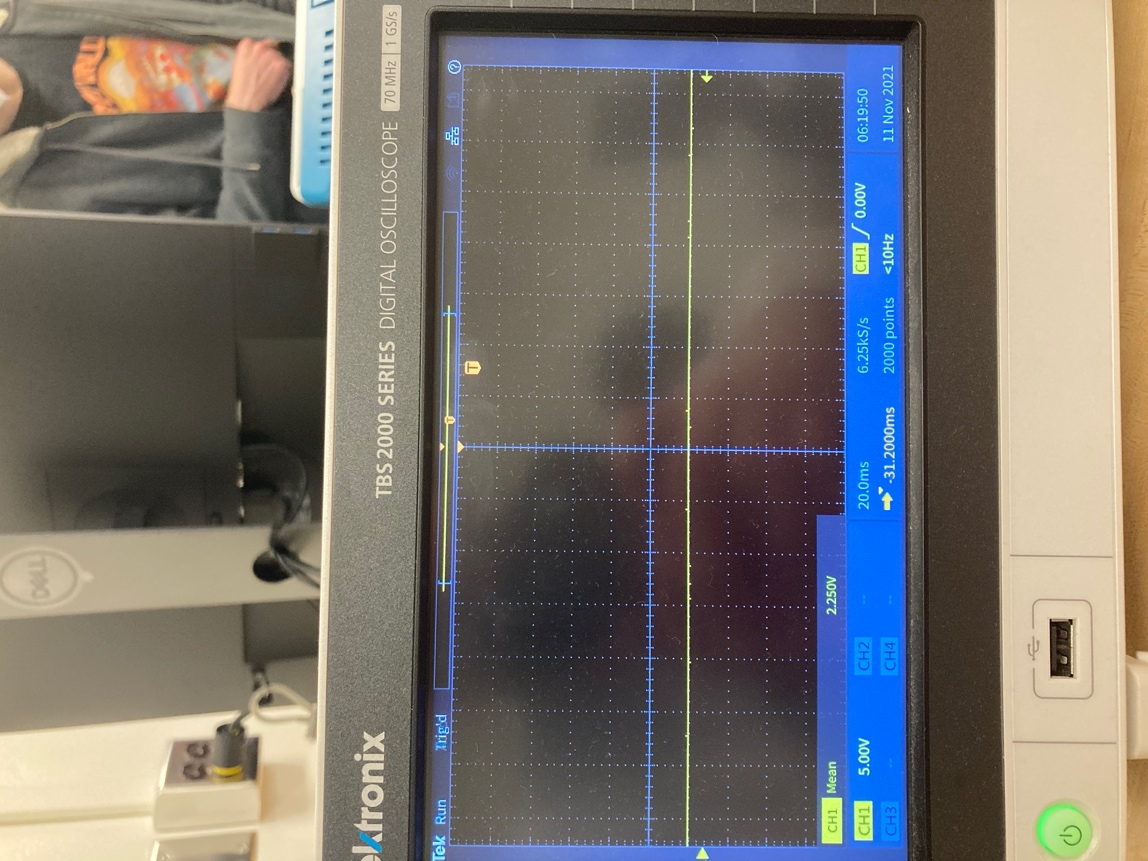 Tektronix
TBS2000 SERIES DIGITAL OSCILLOSCOPE 70 MHz 1 GS/s
Tek Run Trig'd
T
T
?
CH1 Mean 2.250V
CH1 5.00V CH2 -- 20.0ms 6.25kS/s CH1 0.00V 06:19:50
CH3 -- CH4 -- -31.2000ms 2000 points <10Hz 11 Nov 2021
DELL